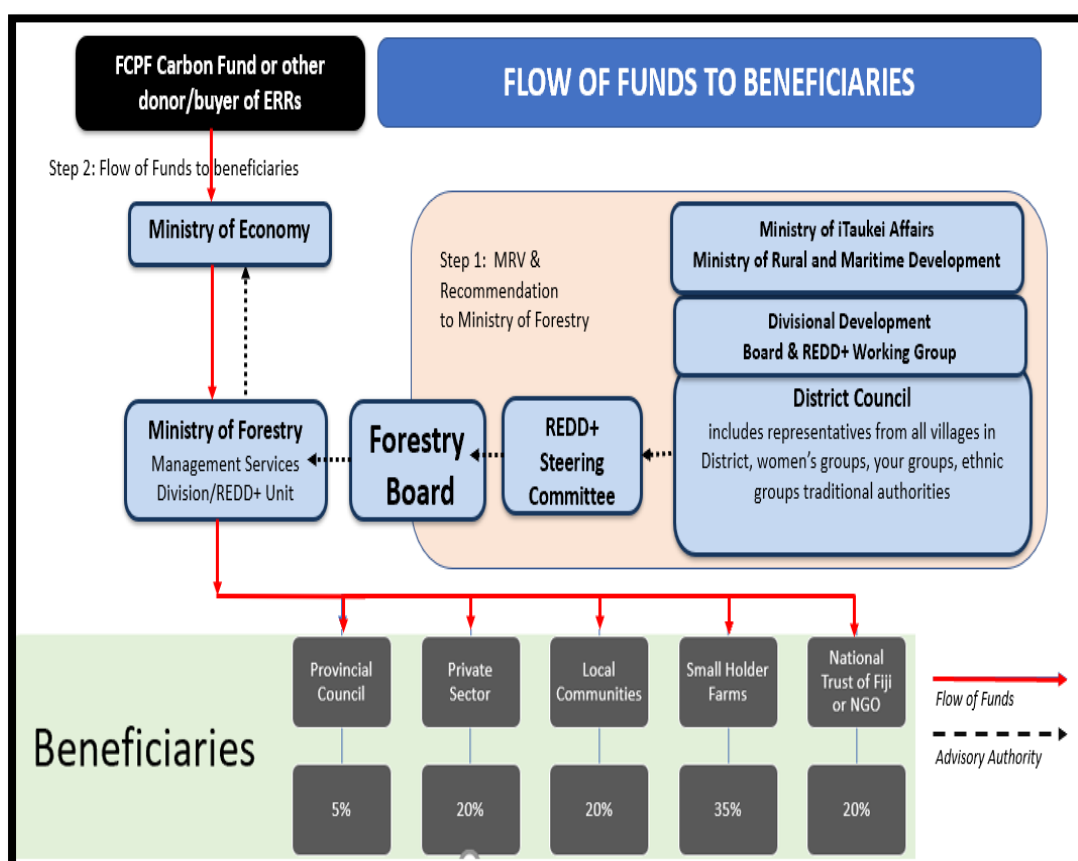 FCPF Carbon Fund or other
donor/buyer of ERRs
FLOW OF FUNDS TO BENEFICIARIES
Step 2: Flow of Funds to beneficiaries
Ministry of Economy
Step 1: MRV &
Recommendation
to Ministry of Forestry
Ministry of iTaukei Affairs
Ministry of Rural and Maritime Development
Divisional Development
Board & REDD+ Working Group
District Council
includes representatives from all villages in
District, women's groups, your groups, ethnic
groups traditional authorities
Ministry of Forestry
Management Services
Division/REDD+ Unit
Forestry
Board
REDD+
Steering
Committee
Provincial
Council
Private
Sector
Local
Communities
Small Holder
Farms
National
Trust of Fiji
or NGO
Flow of Funds
Advisory Authority
Beneficiaries
5%
20%
20%
35%
20%